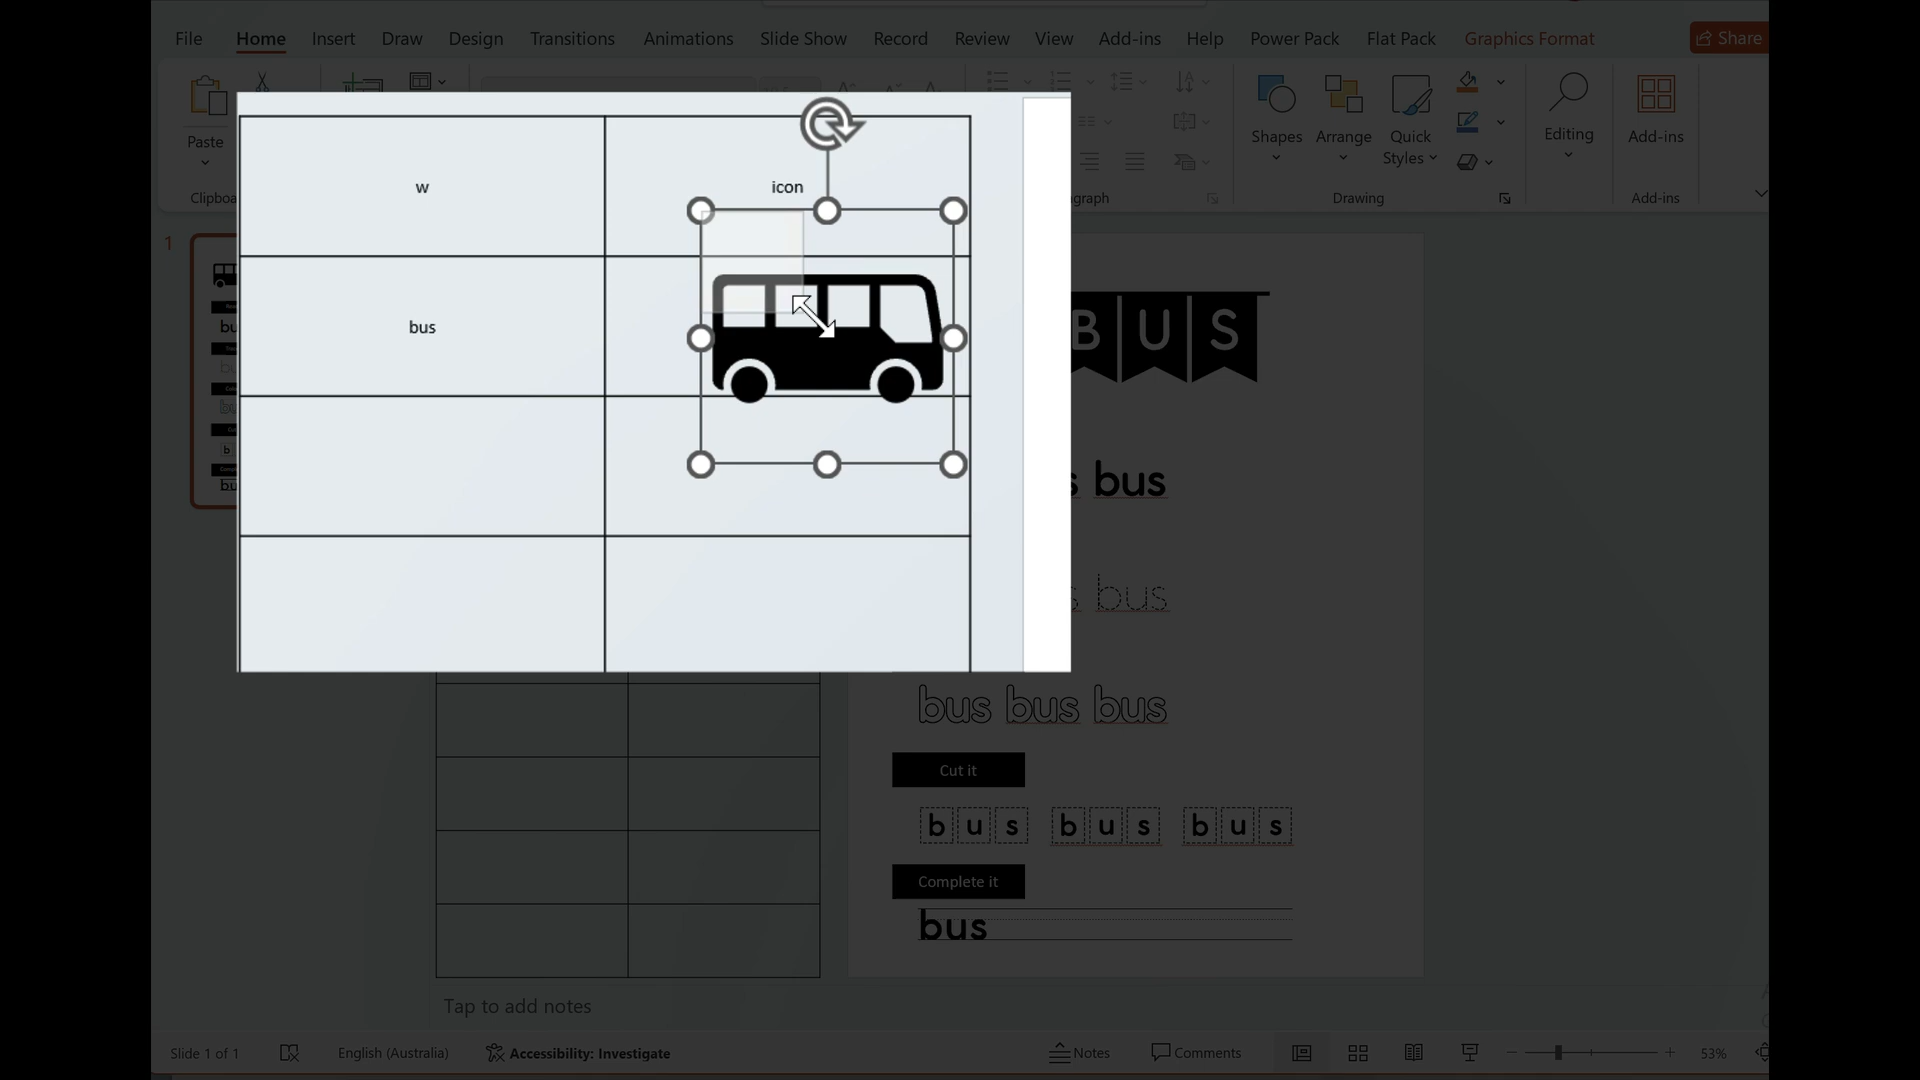 File Home Insert Draw Design Transitions Animations Slide Show Record Review View Add-ins Help Power Pack Flat Pack Graphics Format Share
Paste Shapes Arrange Quick Styles Editing Add-ins
Drawing Add-ins
1
w icon
bus
B U S
bus
bus
bus bus bus
Cut it
b u s b u s b u s
Complete it
bus
Tap to add notes
Slide 1 of 1 English (Australia) Accessibility: Investigate Notes Comments 53%